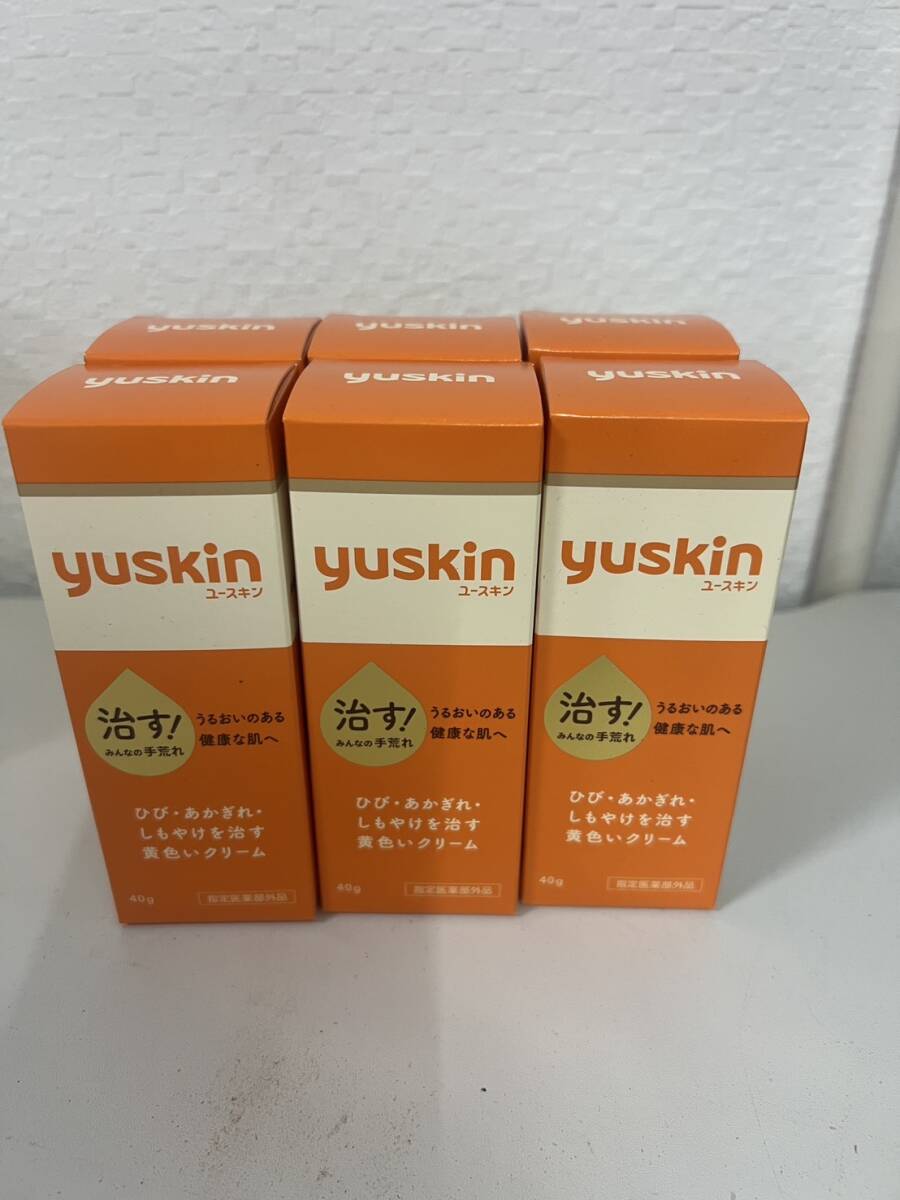 yuskin
yuskin
yuskin
yuskin
yuskin
ユースキン
治す!
みんなの手荒れ
うるおいのある
健康な肌へ
ひび・あかぎれ・
しもやけを治す
黄色いクリーム
40g
指定医薬部外品
yuskin
yuskin
ユースキン
治す!
みんなの手荒れ
うるおいのある
健康な肌へ
ひび・あかぎれ・
しもやけを治す
黄色いクリーム
40g
指定医薬部外品
yuskin
yuskin
ユースキン
治す!
みんなの手荒れ
うるおいのある
健康な肌へ
ひび・あかぎれ・
しもやけを治す
黄色いクリーム
40g
指定医薬部外品